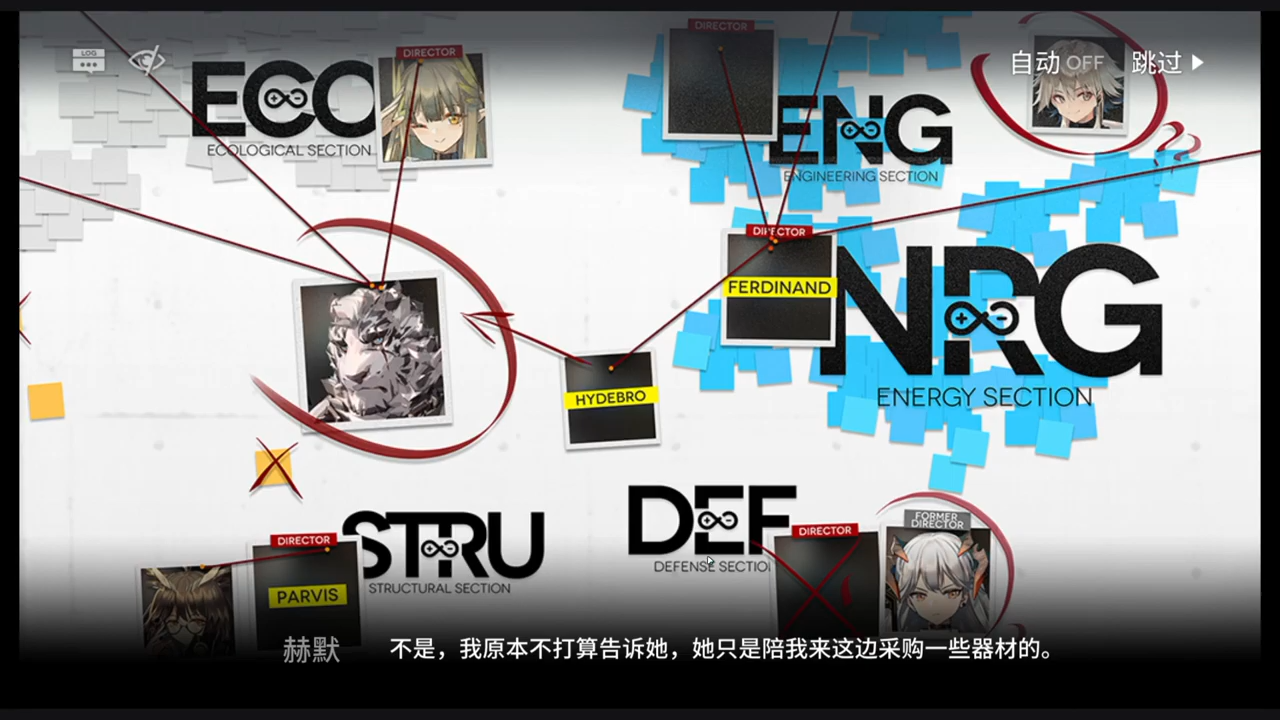 LOG
自动 OFF
跳过
DIRECTOR
ECO
ECOLOGICAL SECTION
DIRECTOR
ENG
ENGINEERING SECTION
DIRECTOR
FERDINAND
NRG
ENERGY SECTION
HYDEBRO
STRU
STRUCTURAL SECTION
DIRECTOR
PARVIS
DEF
DEFENSE SECTIO
DIRECTOR
FORMER
DIRECTOR
赫默
不是，我原本不打算告诉她，她只是陪我来这边采购一些器材的。